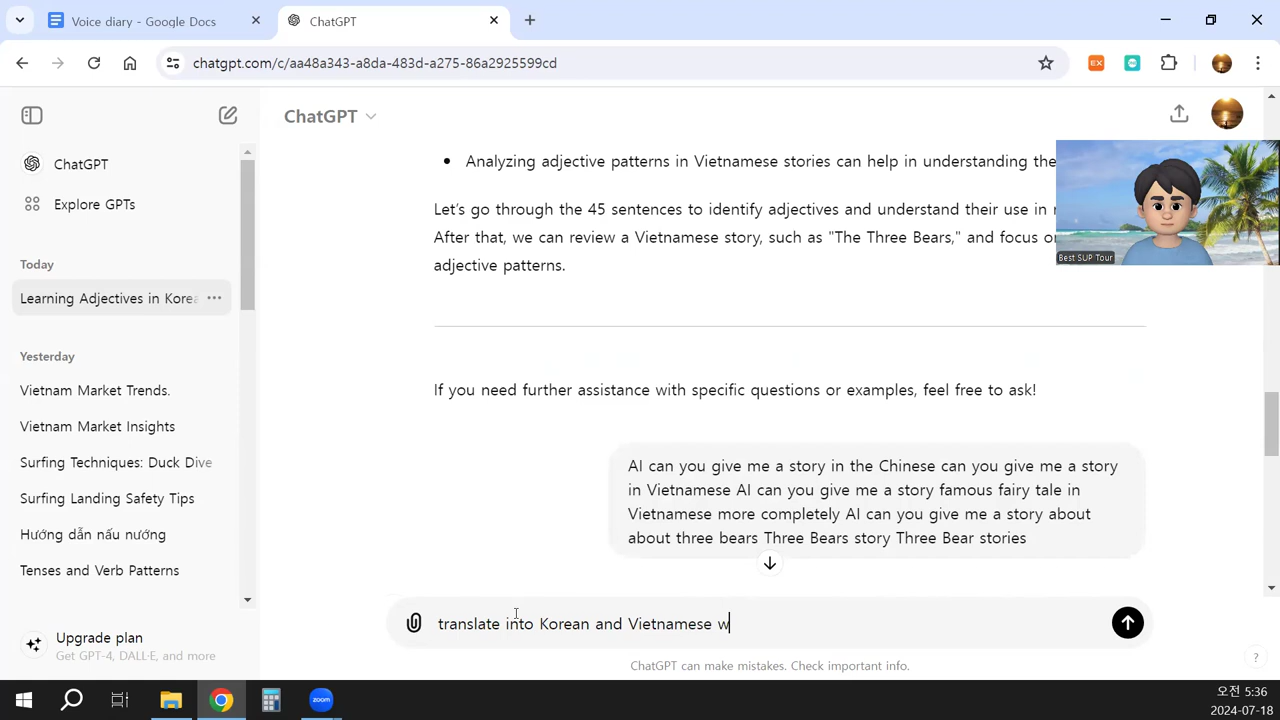 Voice diary - Google Docs
ChatGPT
chatgpt.com/c/aa48a343-a8da-483d-a275-86a2925599cd
EX
ChatGPT
ChatGPT
Explore GPTs
Today
Learning Adjectives in Korea
Yesterday
Vietnam Market Trends.
Vietnam Market Insights
Surfing Techniques: Duck Dive
Surfing Landing Safety Tips
Hướng dẫn nấu nướng
Tenses and Verb Patterns
Upgrade plan
Get GPT-4, DALL·E, and more
Analyzing adjective patterns in Vietnamese stories can help in understanding the
Let's go through the 45 sentences to identify adjectives and understand their use in
After that, we can review a Vietnamese story, such as "The Three Bears," and focus
adjective patterns.
Best SUP Tour
If you need further assistance with specific questions or examples, feel free to ask!
AI can you give me a story in the Chinese can you give me a story
in Vietnamese AI can you give me a story famous fairy tale in
Vietnamese more completely AI can you give me a story about
about three bears Three Bears story Three Bear stories
translate into Korean and Vietnamese w
ChatGPT can make mistakes. Check important info.
?
zoom
오전 5:36
2024-07-18